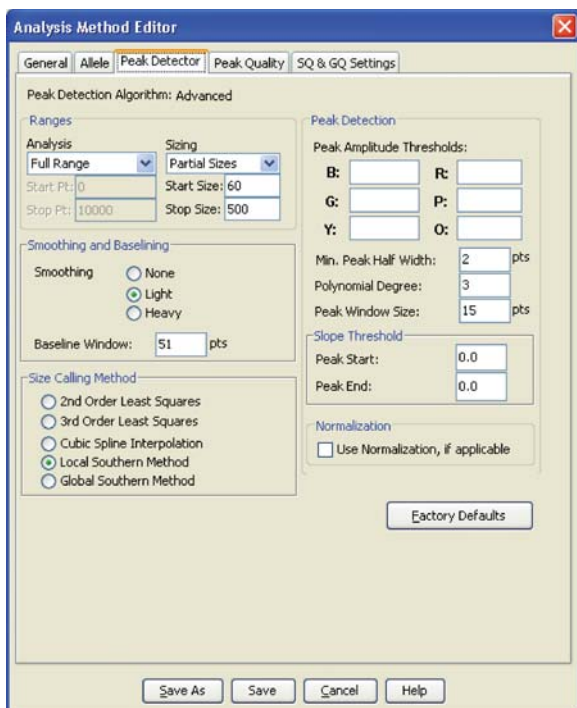 Analysis Method Editor
General Allele Peak Detector Peak Quality SQ & GQ Settings
Peak Detection Algorithm: Advanced
Ranges
Analysis Sizing
Full Range Partial Sizes
Start Pt: 0 Start Size: 60
Stop Pt: 10000 Stop Size: 500
Smoothing and Baselining
Smoothing None
Light
Heavy
Baseline Window: 51 pts
Size Calling Method
2nd Order Least Squares
3rd Order Least Squares
Cubic Spline Interpolation
Local Southern Method
Global Southern Method
Peak Detection
Peak Amplitude Thresholds:
B: R:
G: P:
Y: O:
Min. Peak Half Width: 2 pts
Polynomial Degree: 3
Peak Window Size: 15 pts
Slope Threshold
Peak Start: 0.0
Peak End: 0.0
Normalization
Use Normalization, if applicable
Factory Defaults
Save As Save Cancel Help